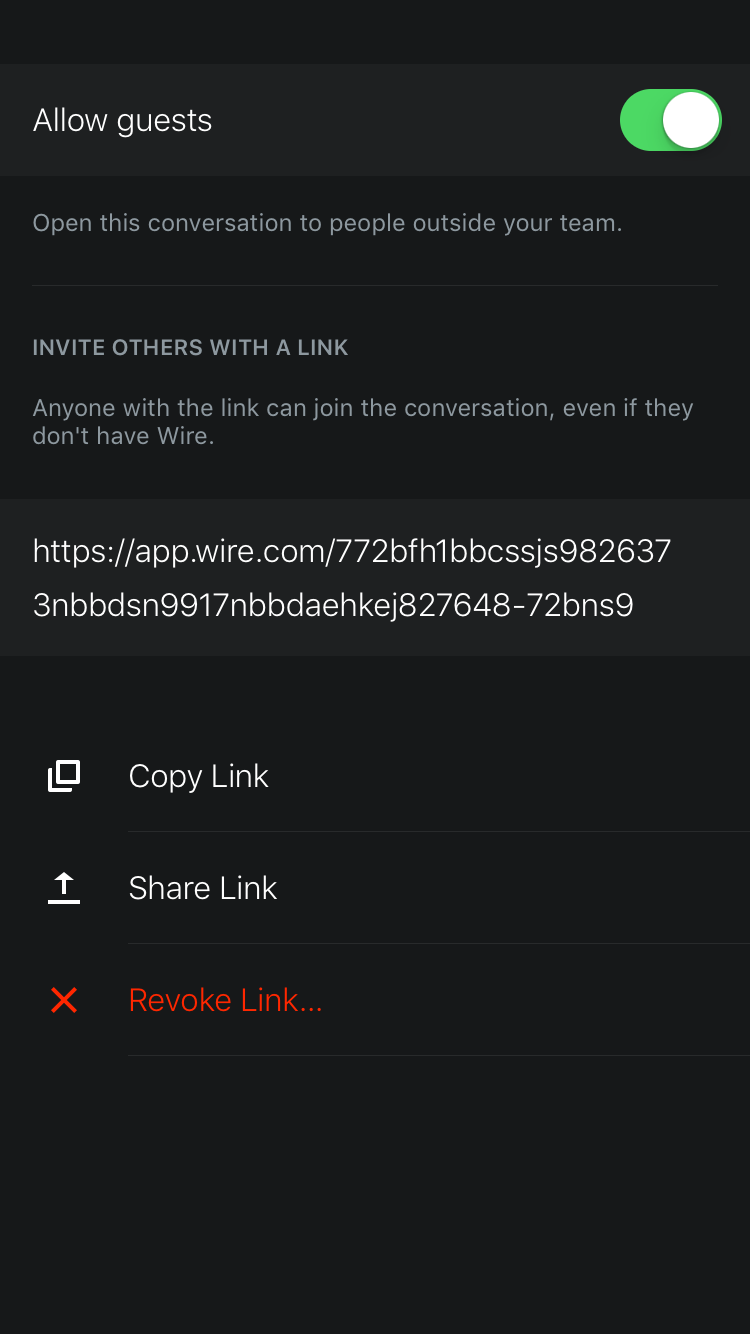 Allow guests
Open this conversation to people outside your team.
INVITE OTHERS WITH A LINK
Anyone with the link can join the conversation, even if they
don't have Wire.
https://app.wire.com/772bfh1bbcssjs982637
3nbbdsn9917nbbdaehkej827648-72bns9
Copy Link
Share Link
Revoke Link...